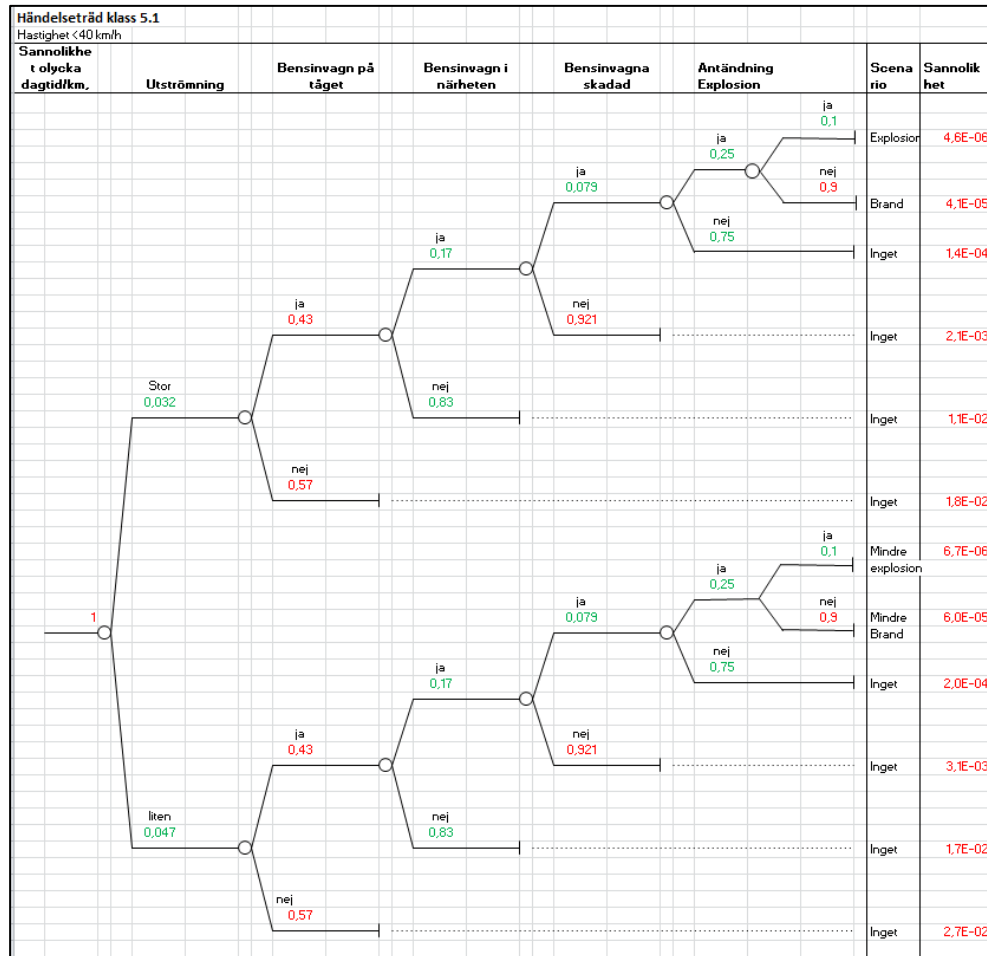 Händelseträd klass 5.1
Hastighet <40 km/h
Sannolikhe
t olycka
dagtid/km,
Utströmning
Bensinvagn på
tåget
Bensinvagn i
närheten
Bensinvagna
skadad
Antändning
Explosion
Scena
rio
Sannolik
het
ja
0,1
Explosion
4,6E-06
ja
0,25
nej
0,9
Brand
4,1E-05
ja
0,079
nej
0,75
Inget
1,4E-04
ja
0,17
nej
0,921
Inget
2,1E-03
ja
0,43
nej
0,83
Inget
1,1E-02
Stor
0,032
nej
0,57
Inget
1,8E-02
ja
0,1
Mindre
explosion
6,7E-06
ja
0,25
nej
0,9
Mindre
Brand
6,0E-05
1
ja
0,079
nej
0,75
Inget
2,0E-04
ja
0,17
nej
0,921
Inget
3,1E-03
ja
0,43
nej
0,83
Inget
1,7E-02
liten
0,047
nej
0,57
Inget
2,7E-02